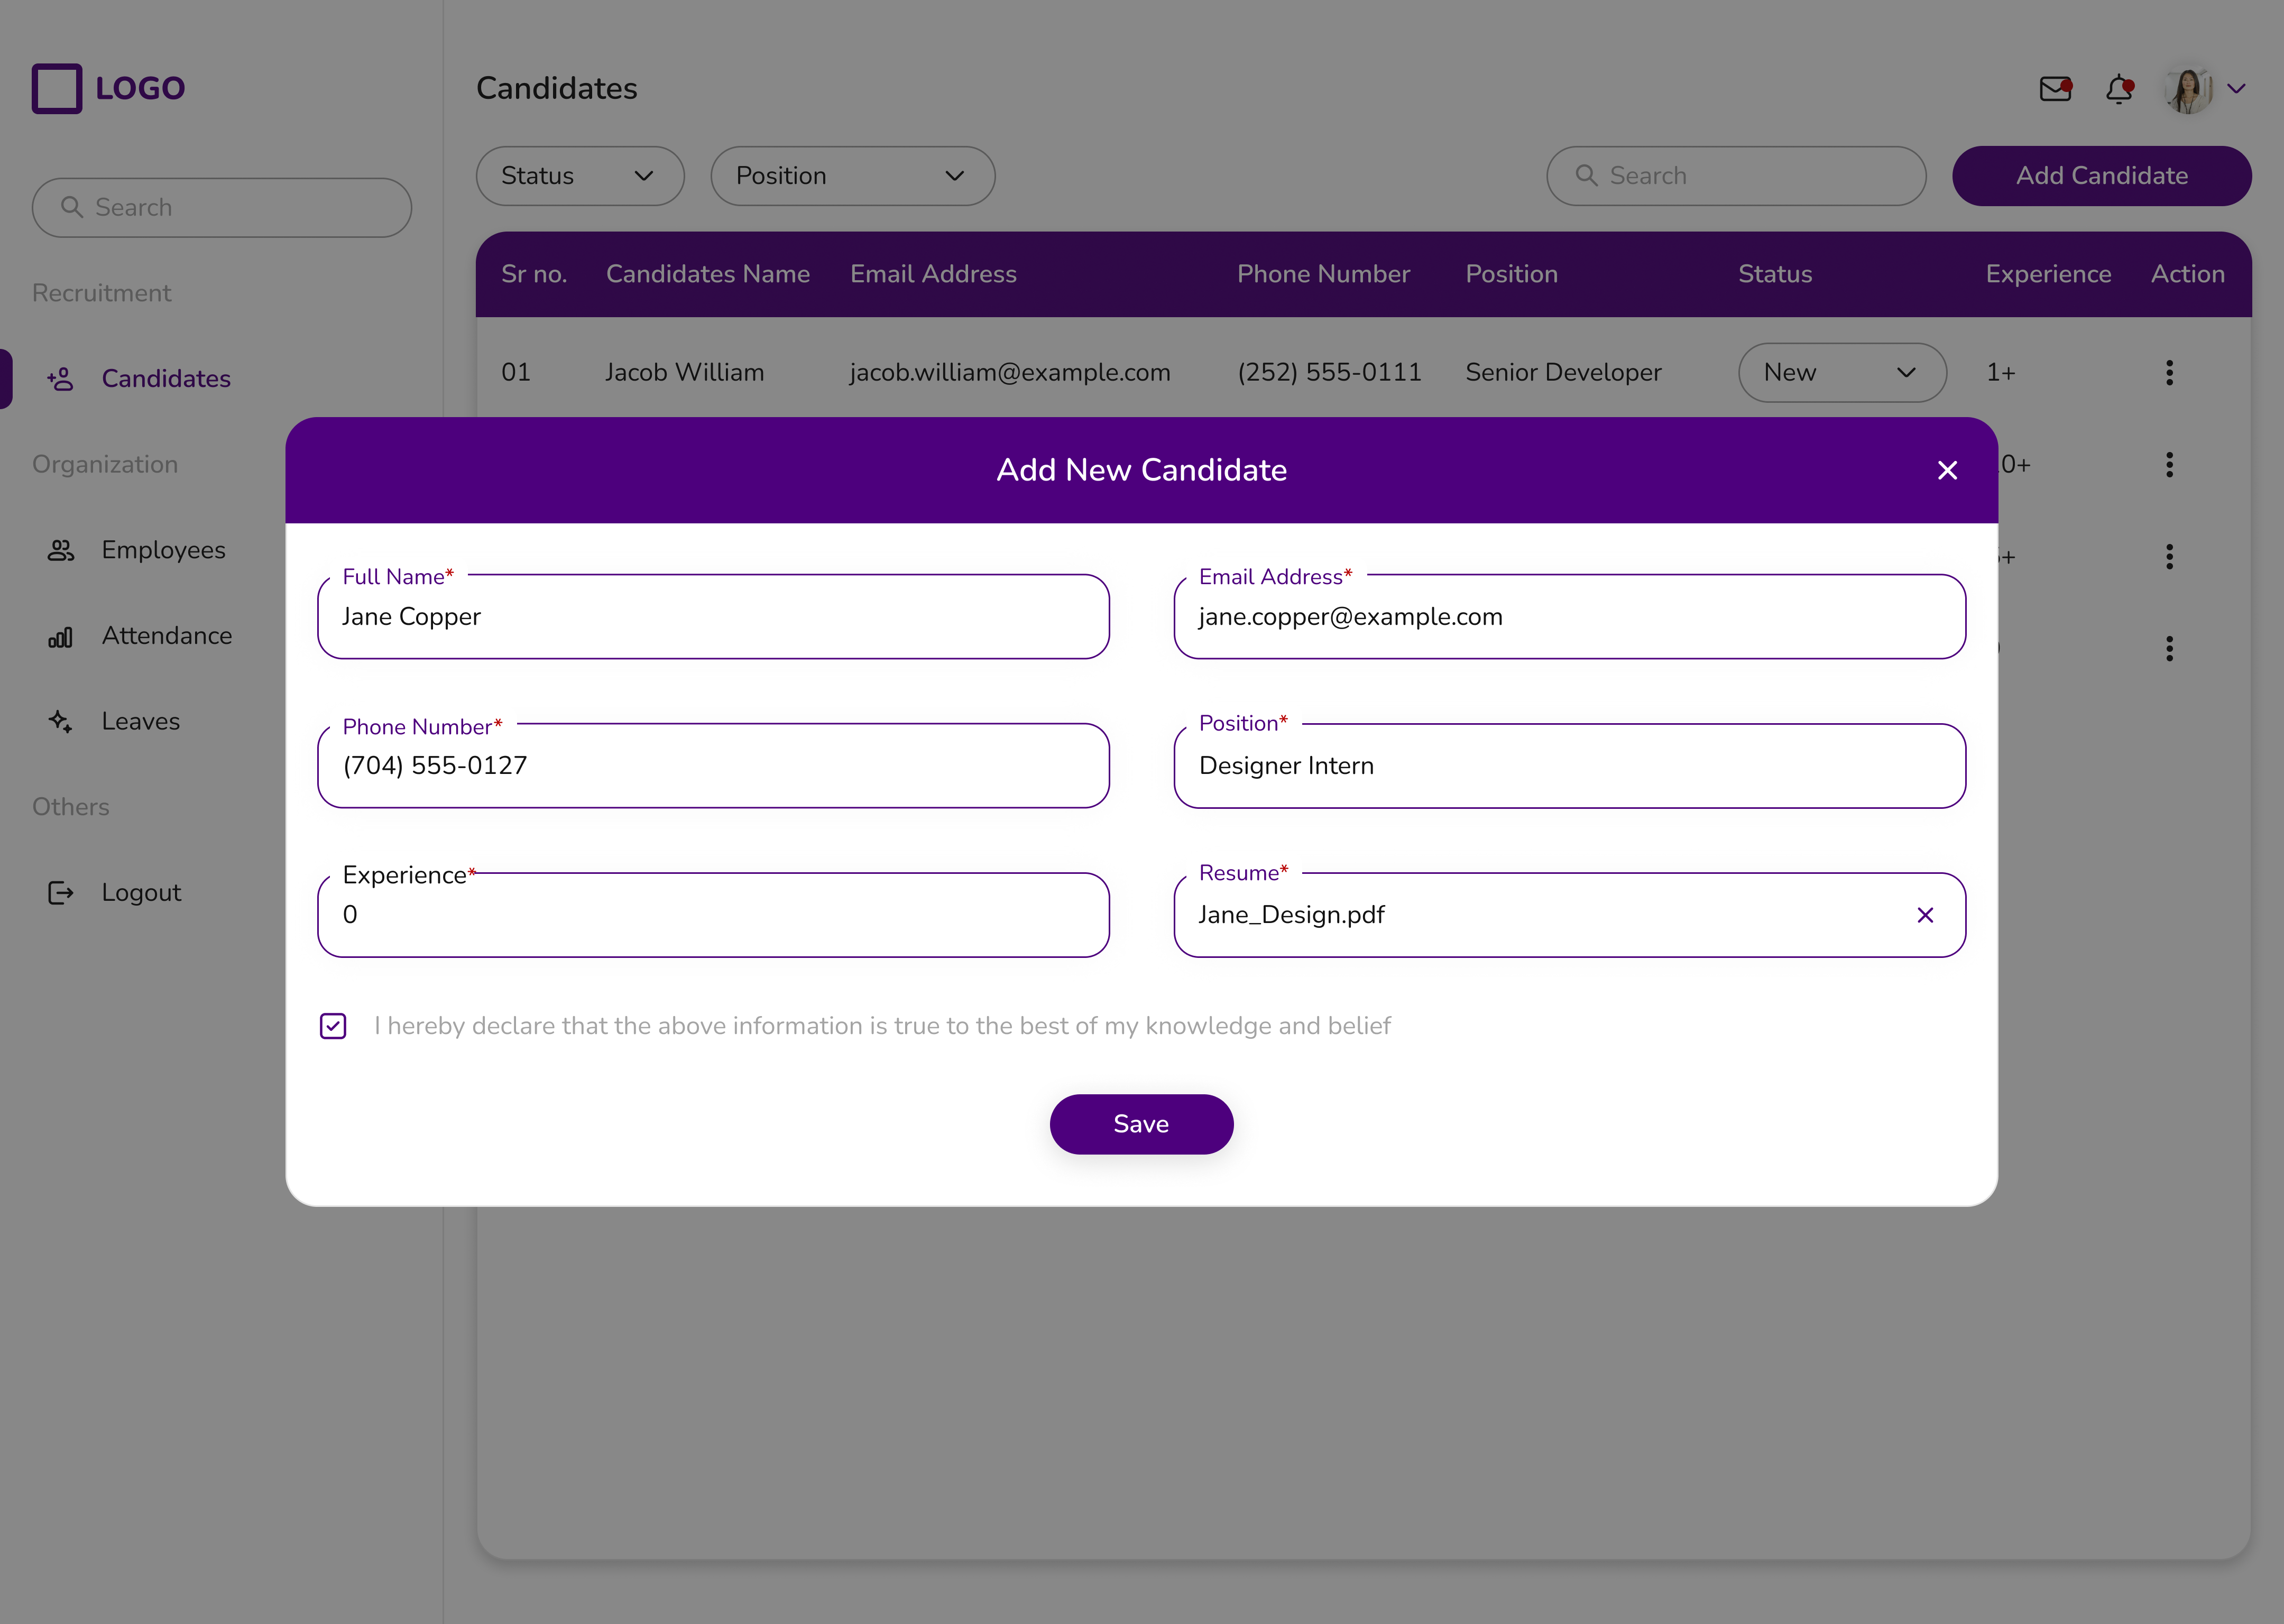 LOGO
Search
Recruitment
Candidates
Organization
Employees
Attendance
Leaves
Others
Logout
Candidates
Status
Position
Search
Add Candidate
Sr no. Candidates Name Email Address Phone Number Position Status Experience Action
01 Jacob William jacob.william@example.com (252) 555-0111 Senior Developer New 1+
0+
+
Add New Candidate
Full Name*
Jane Copper
Email Address*
jane.copper@example.com
Phone Number*
(704) 555-0127
Position*
Designer Intern
Experience*
0
Resume*
Jane_Design.pdf
I hereby declare that the above information is true to the best of my knowledge and belief
Save